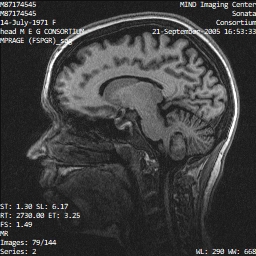 M87174545
M87174545
14-July-1971 F
head M E G CONSORTIUM
MPRAGE (FSPGR)_sag
MIND Imaging Center
Sonata
Consortium
21-September-2005 16:53:33
ST: 1.30 SL: 6.17
RT: 2730.00 ET: 3.25
FS: 1.49
MR
Images: 79/144
Series: 2
WL: 290 WW: 668